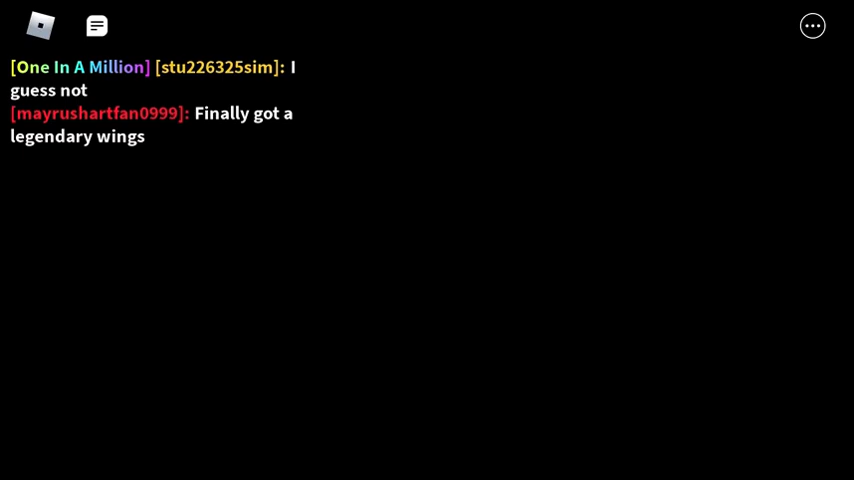 [One In A Million] [stu226325sim]: I
guess not
[mayrushartfan0999]: Finally got a
legendary wings